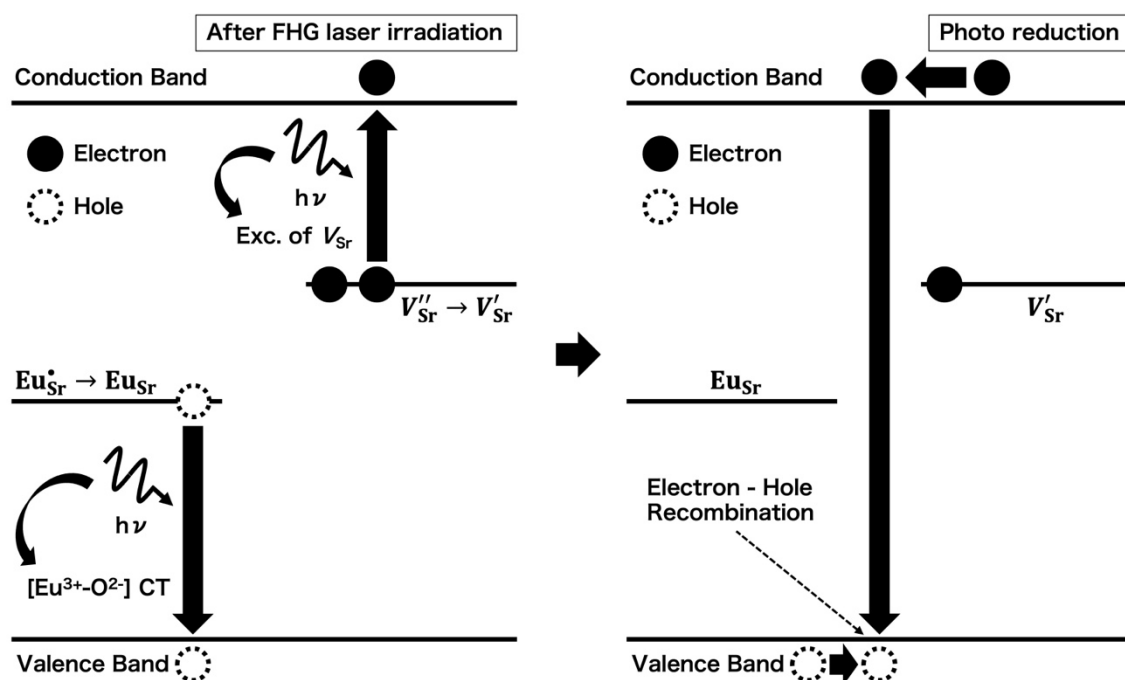 After FHG laser irradiation
Conduction Band
Electron
Hole
hν
Exc. of V_Sr
V''_Sr → V'_Sr
Eu•_Sr → Eu_Sr
hν
[Eu³⁺-O²⁻] CT
Valence Band
Photo reduction
Conduction Band
Electron
Hole
V'_Sr
Eu_Sr
Electron - Hole
Recombination
Valence Band